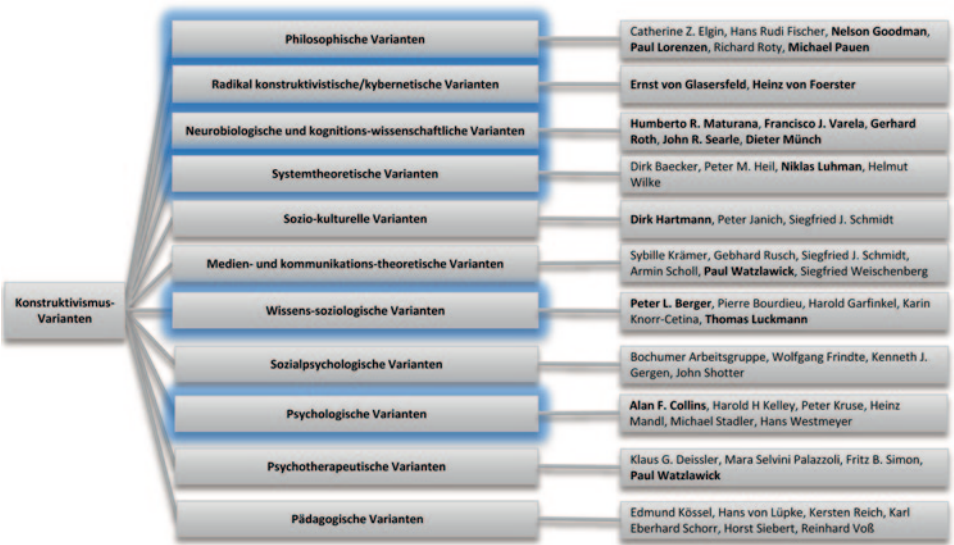 Konstruktivismus-
Varianten
Philosophische Varianten
Catherine Z. Elgin, Hans Rudi Fischer, Nelson Goodman,
Paul Lorenzen, Richard Roty, Michael Pauen
Radikal konstruktivistische/kybernetische Varianten
Ernst von Glasersfeld, Heinz von Foerster
Neurobiologische und kognitions-wissenschaftliche Varianten
Humberto R. Maturana, Francisco J. Varela, Gerhard
Roth, John R. Searle, Dieter Münch
Systemtheoretische Varianten
Dirk Baecker, Peter M. Heil, Niklas Luhman, Helmut
Wilke
Sozio-kulturelle Varianten
Dirk Hartmann, Peter Janich, Siegfried J. Schmidt
Medien- und kommunikations-theoretische Varianten
Sybille Krämer, Gebhard Rusch, Siegfried J. Schmidt,
Armin Scholl, Paul Watzlawick, Siegfried Weischenberg
Wissens-soziologische Varianten
Peter L. Berger, Pierre Bourdieu, Harold Garfinkel, Karin
Knorr-Cetina, Thomas Luckmann
Sozialpsychologische Varianten
Bochumer Arbeitsgruppe, Wolfgang Frindte, Kenneth J.
Gergen, John Shotter
Psychologische Varianten
Alan F. Collins, Harold H Kelley, Peter Kruse, Heinz
Mandl, Michael Stadler, Hans Westmeyer
Psychotherapeutische Varianten
Klaus G. Deissler, Mara Selvini Palazzoli, Fritz B. Simon,
Paul Watzlawick
Pädagogische Varianten
Edmund Kössel, Hans von Lüpke, Kersten Reich, Karl
Eberhard Schorr, Horst Siebert, Reinhard Voß